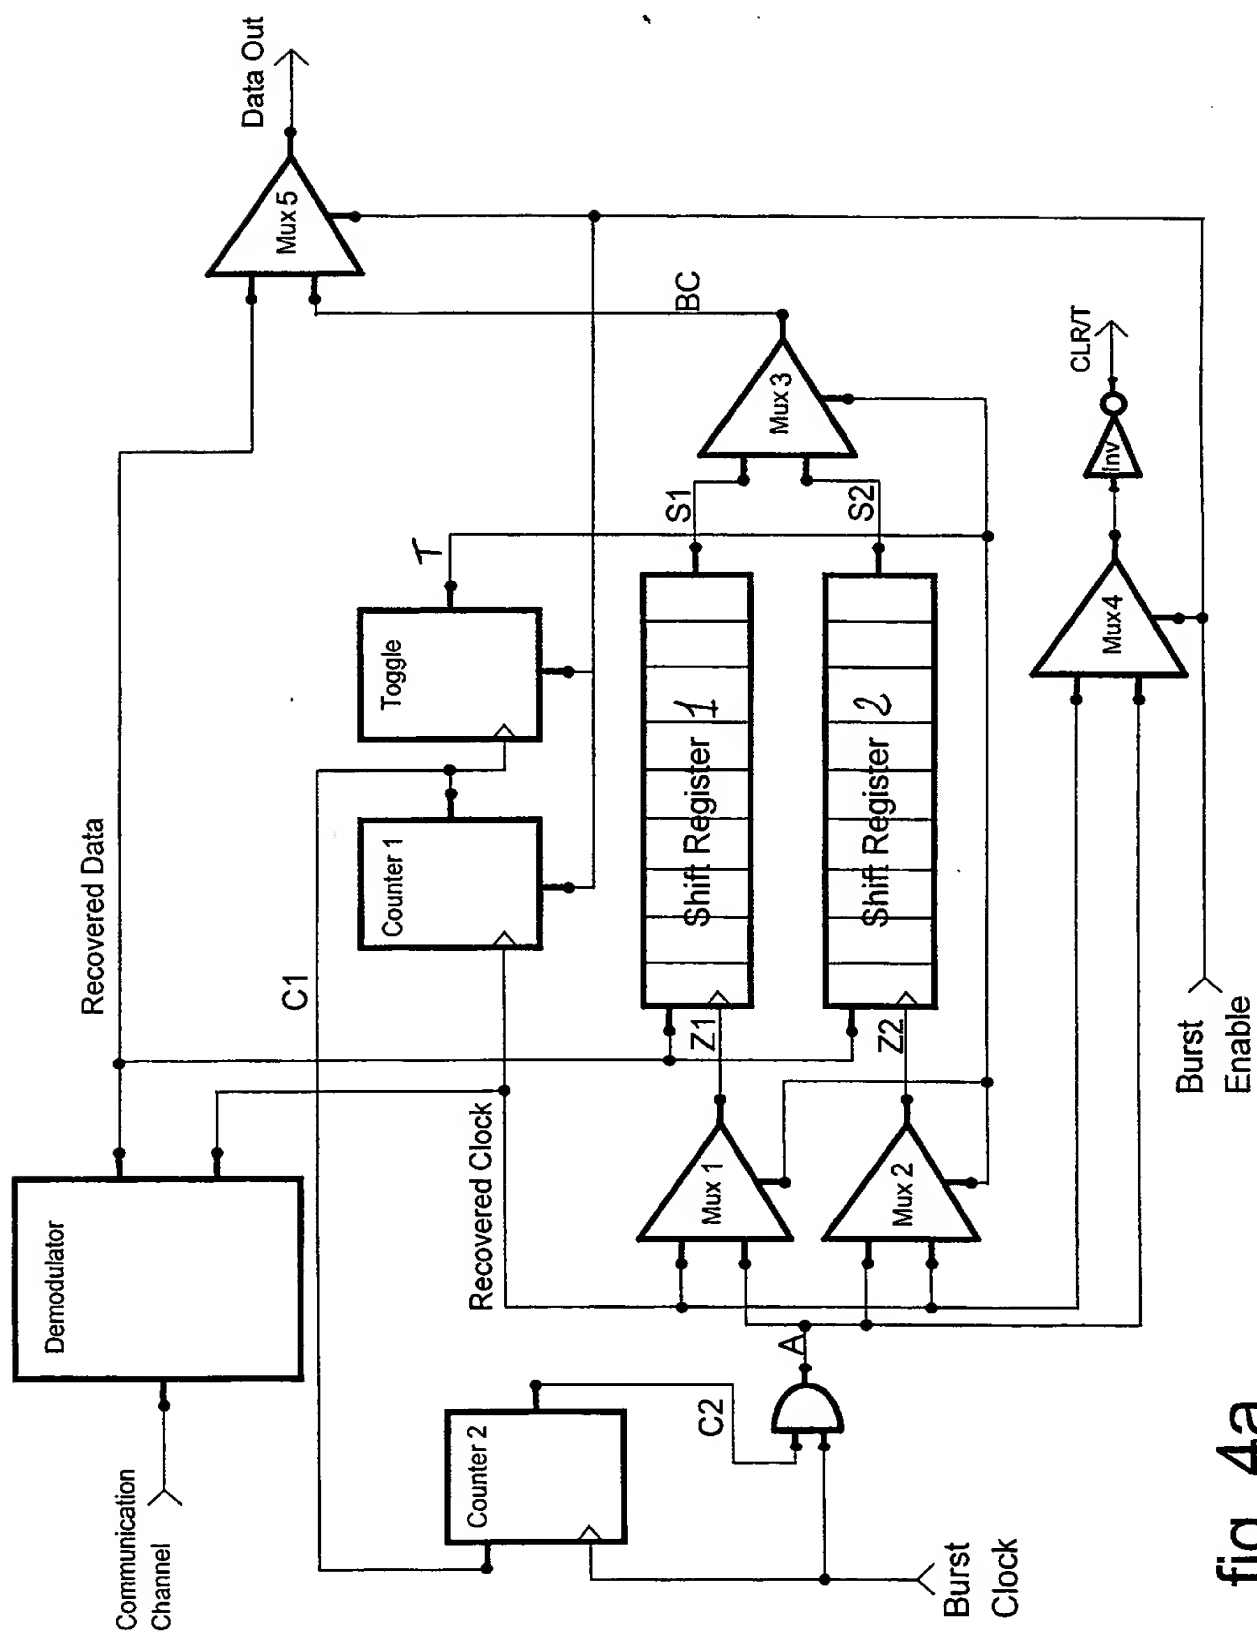 Communication
Channel
Demodulator
Recovered Data
Data Out
Mux 5
C1
Counter 1
Toggle
T
Recovered Clock
Counter 2
C2
A
Burst
Clock
Mux 1
Mux 2
Z1
Z2
Shift Register 1
Shift Register 2
S1
S2
Mux 3
BC
Mux4
Inv
CLR/T
Burst
Enable
fig. 4a